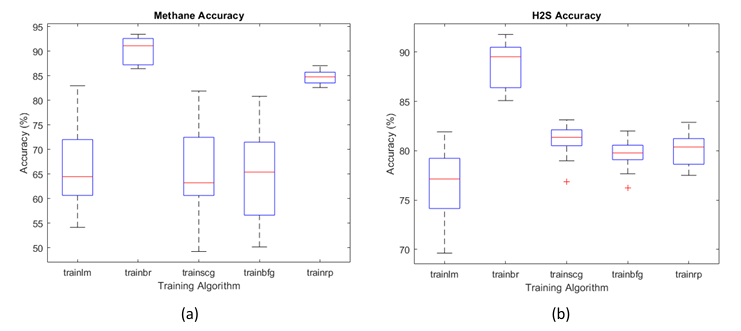 Methane Accuracy
Accuracy (%)
95
90
85
80
75
70
65
60
55
50
trainlm trainbr trainscg trainbfg trainrp
Training Algorithm
(a)
H2S Accuracy
Accuracy (%)
90
85
80
75
70
trainlm trainbr trainscg trainbfg trainrp
Training Algorithm
(b)